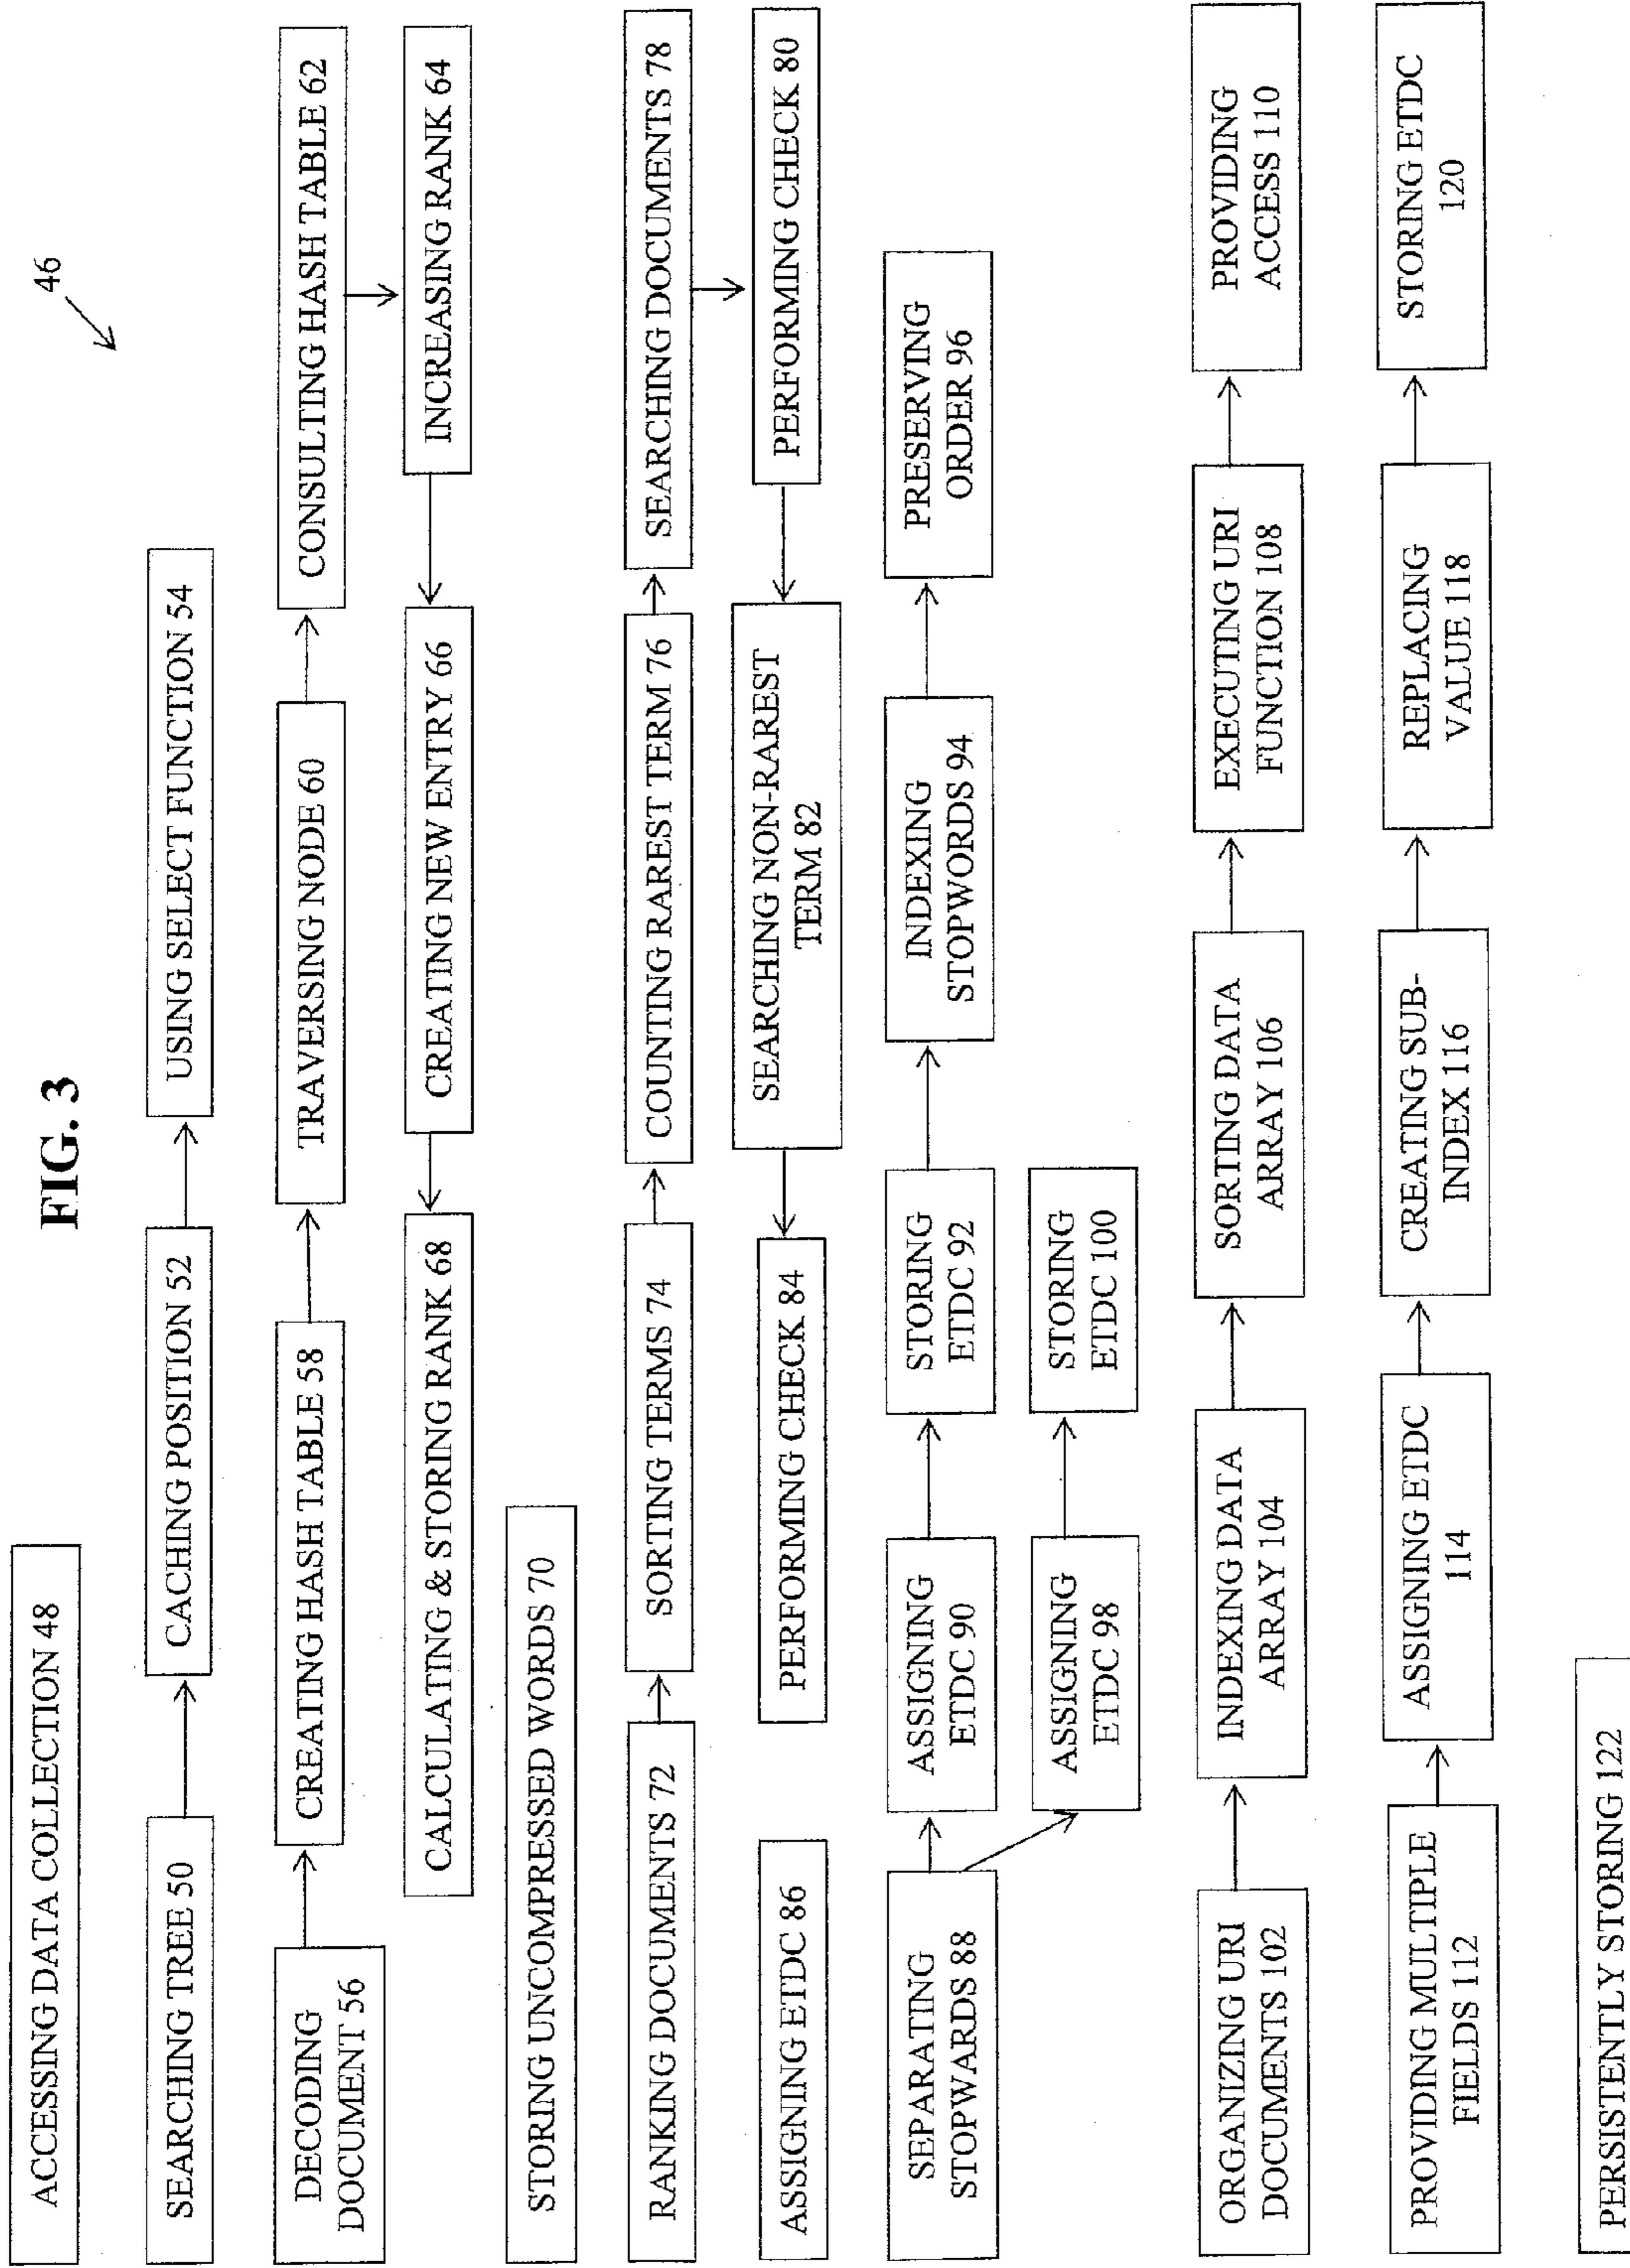 FIG. 3
46
ACCESSING DATA COLLECTION 48
SEARCHING TREE 50
CACHING POSITION 52
USING SELECT FUNCTION 54
DECODING
DOCUMENT 56
CREATING HASH TABLE 58
TRAVERSING NODE 60
CONSULTING HASH TABLE 62
INCREASING RANK 64
CREATING NEW ENTRY 66
CALCULATING & STORING RANK 68
STORING UNCOMPRESSED WORDS 70
RANKING DOCUMENTS 72
SORTING TERMS 74
COUNTING RAREST TERM 76
SEARCHING DOCUMENTS 78
PERFORMING CHECK 80
SEARCHING NON-RAREST
TERM 82
PERFORMING CHECK 84
ASSIGNING ETDC 86
SEPARATING
STOPWARDS 88
ASSIGNING
ETDC 90
STORING
ETDC 92
INDEXING
STOPWORDS 94
PRESERVING
ORDER 96
ASSIGNING
ETDC 98
STORING
ETDC 100
ORGANIZING URI
DOCUMENTS 102
INDEXING DATA
ARRAY 104
SORTING DATA
ARRAY 106
EXECUTING URI
FUNCTION 108
PROVIDING
ACCESS 110
PROVIDING MULTIPLE
FIELDS 112
ASSIGNING ETDC
114
CREATING SUB-
INDEX 116
REPLACING
VALUE 118
STORING ETDC
120
PERSISTENTLY STORING 122